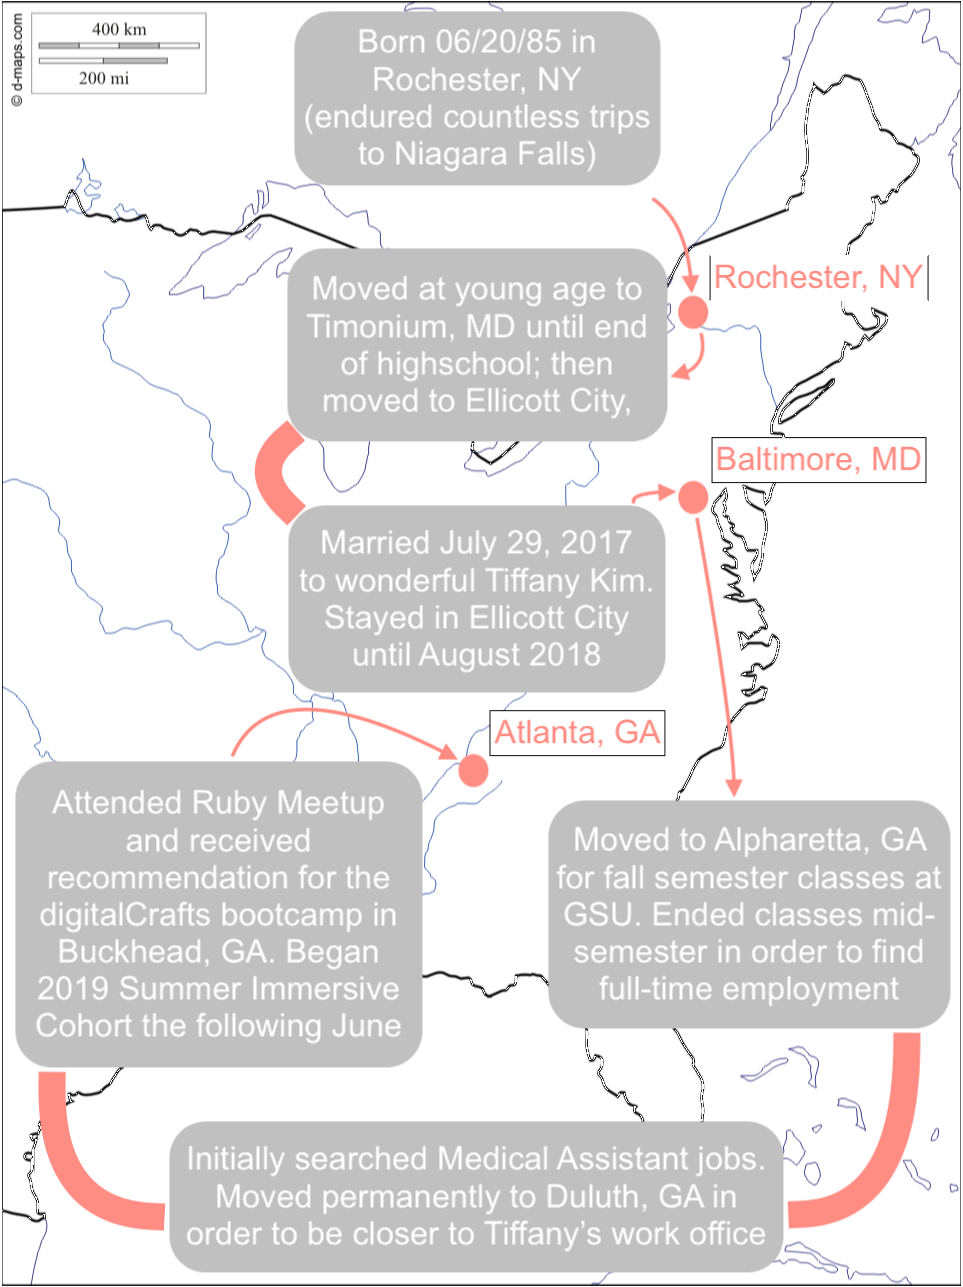 © d-maps.com
400 km
200 mi
Born 06/20/85 in
Rochester, NY
(endured countless trips
to Niagara Falls)
Rochester, NY
Moved at young age to
Timonium, MD until end
of highschool; then
moved to Ellicott City,
Baltimore, MD
Married July 29, 2017
to wonderful Tiffany Kim.
Stayed in Ellicott City
until August 2018
Atlanta, GA
Attended Ruby Meetup
and received
recommendation for the
digitalCrafts bootcamp in
Buckhead, GA. Began
2019 Summer Immersive
Cohort the following June
Moved to Alpharetta, GA
for fall semester classes at
GSU. Ended classes mid-
semester in order to find
full-time employment
Initially searched Medical Assistant jobs.
Moved permanently to Duluth, GA in
order to be closer to Tiffany’s work office